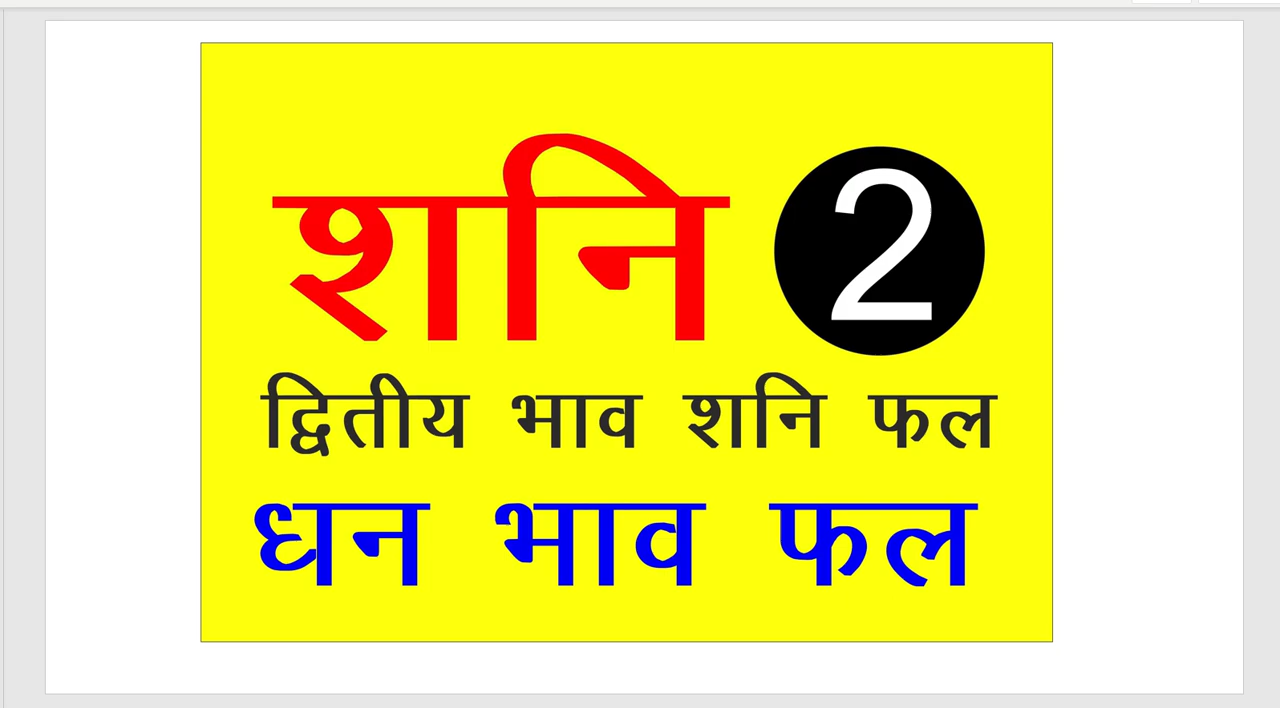 शनि 2
द्वितीय भाव शनि फल
धन भाव फल